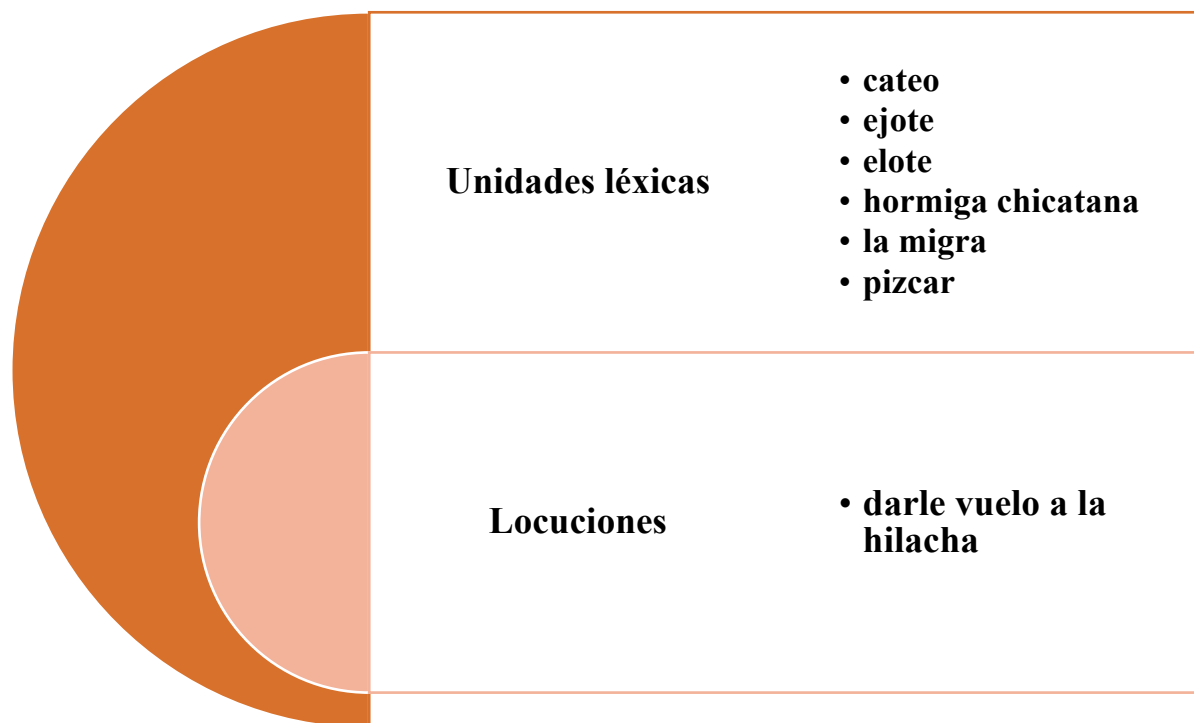 Unidades léxicas
• cateo
• ejote
• elote
• hormiga chicatana
• la migra
• pizcar
Locuciones
• darle vuelo a la
hilacha